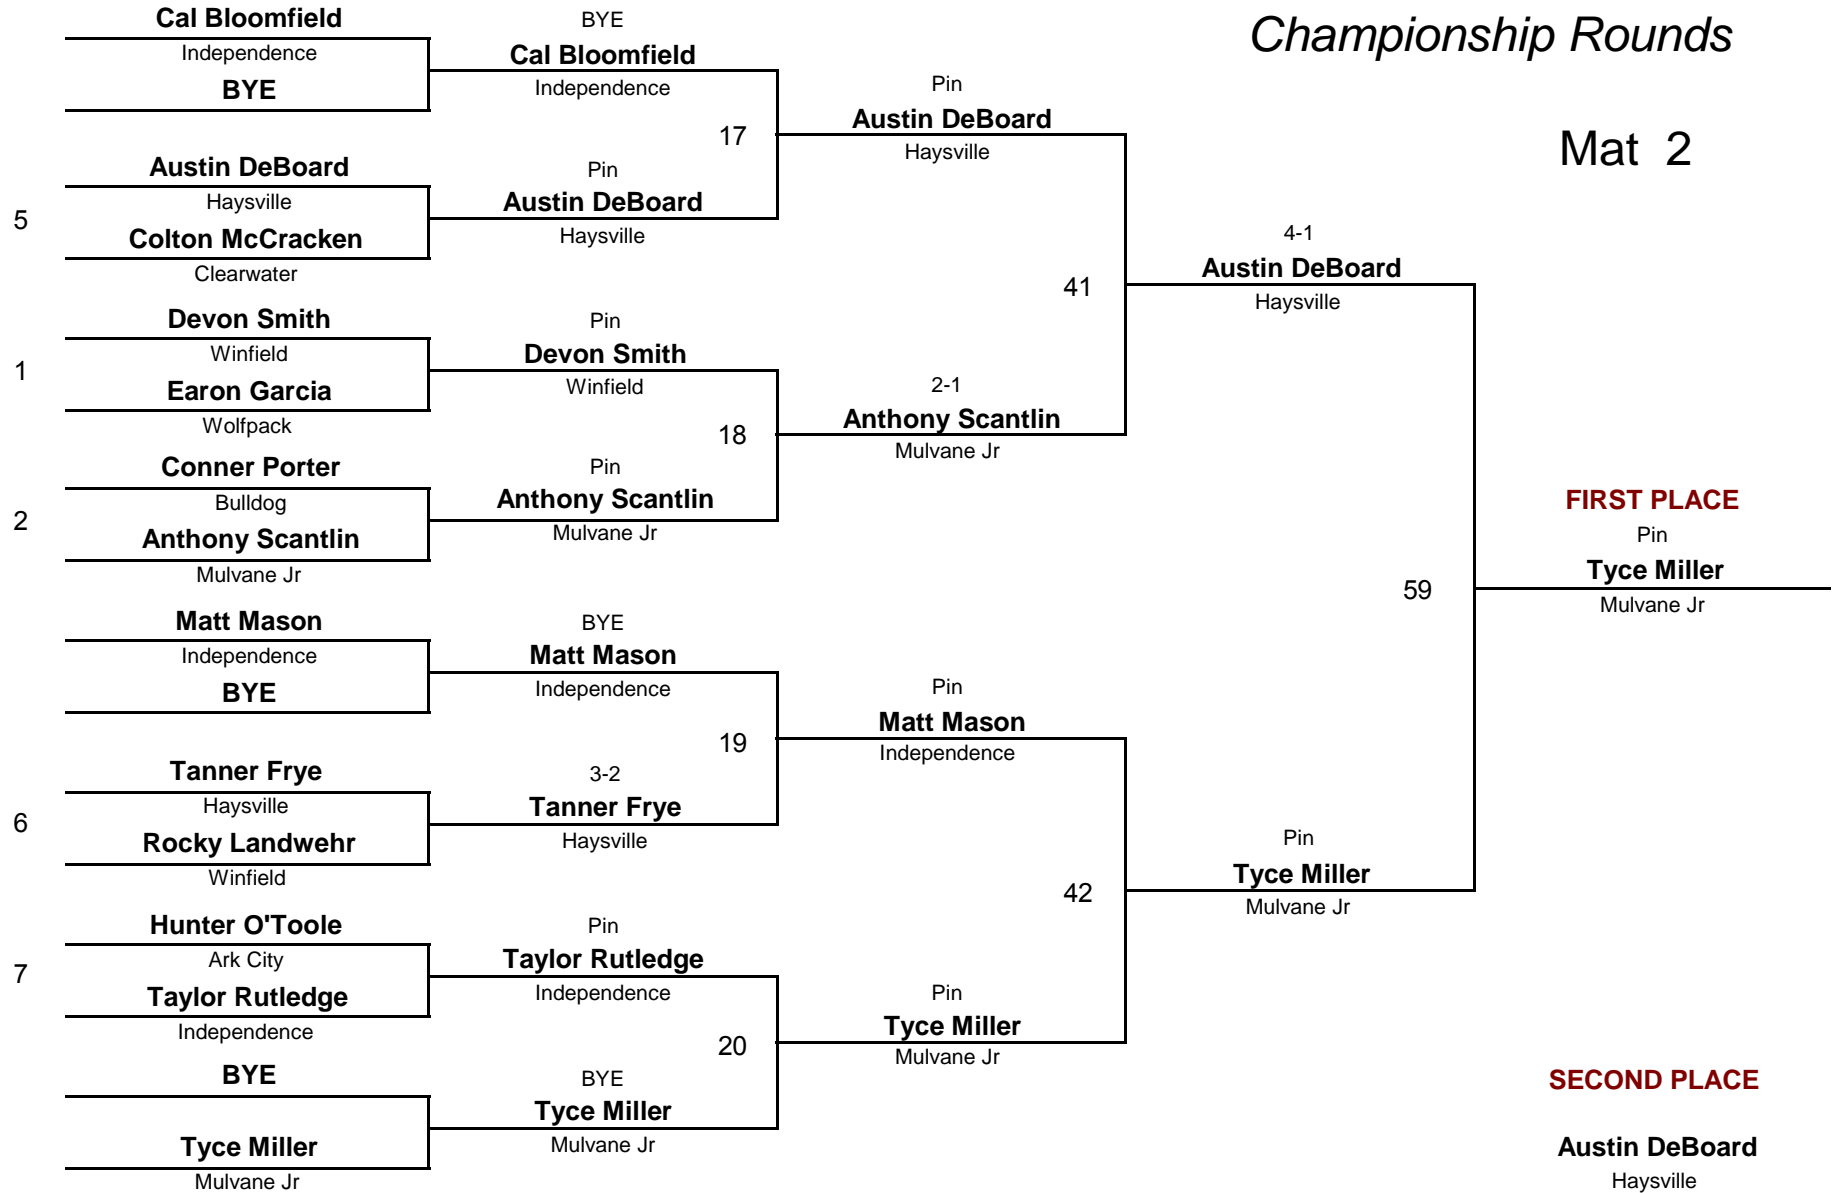 Championship Rounds
Mat 2
Cal Bloomfield
Independence
BYE
5
Austin DeBoard
Haysville
Colton McCracken
Clearwater
1
Devon Smith
Winfield
Earon Garcia
Wolfpack
2
Conner Porter
Bulldog
Anthony Scantlin
Mulvane Jr
Matt Mason
Independence
BYE
6
Tanner Frye
Haysville
Rocky Landwehr
Winfield
7
Hunter O'Toole
Ark City
Taylor Rutledge
Independence
BYE
Tyce Miller
Mulvane Jr
BYE
Cal Bloomfield
Independence
17
Pin
Austin DeBoard
Haysville
Pin
Devon Smith
Winfield
18
Pin
Anthony Scantlin
Mulvane Jr
BYE
Matt Mason
Independence
19
3-2
Tanner Frye
Haysville
Pin
Taylor Rutledge
Independence
20
BYE
Tyce Miller
Mulvane Jr
Pin
Austin DeBoard
Haysville
41
2-1
Anthony Scantlin
Mulvane Jr
Pin
Matt Mason
Independence
42
Pin
Tyce Miller
Mulvane Jr
4-1
Austin DeBoard
Haysville
59
Pin
Tyce Miller
Mulvane Jr
FIRST PLACE
Pin
Tyce Miller
Mulvane Jr
SECOND PLACE
Austin DeBoard
Haysville